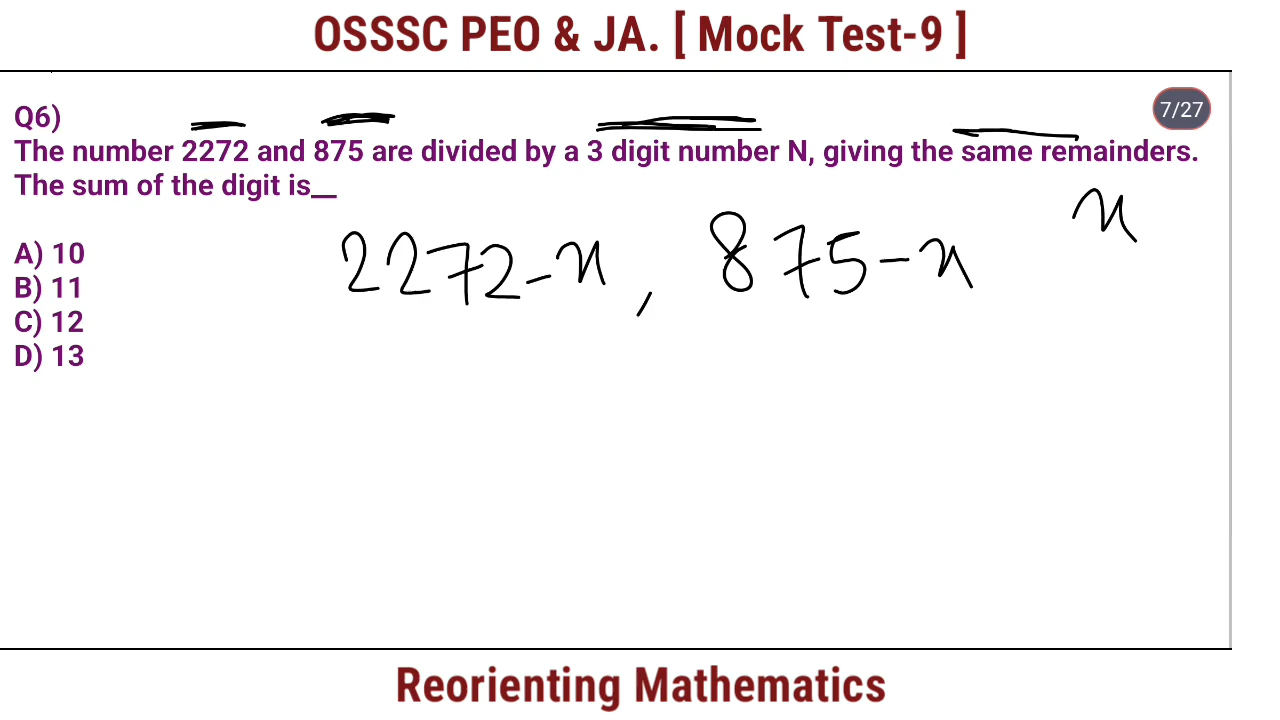 OSSSC PEO & JA. [ Mock Test-9 ]
7/27
Q6)
The number 2272 and 875 are divided by a 3 digit number N, giving the same remainders.
The sum of the digit is__
x
2272-x , 875-x
A) 10
B) 11
C) 12
D) 13
Reorienting Mathematics